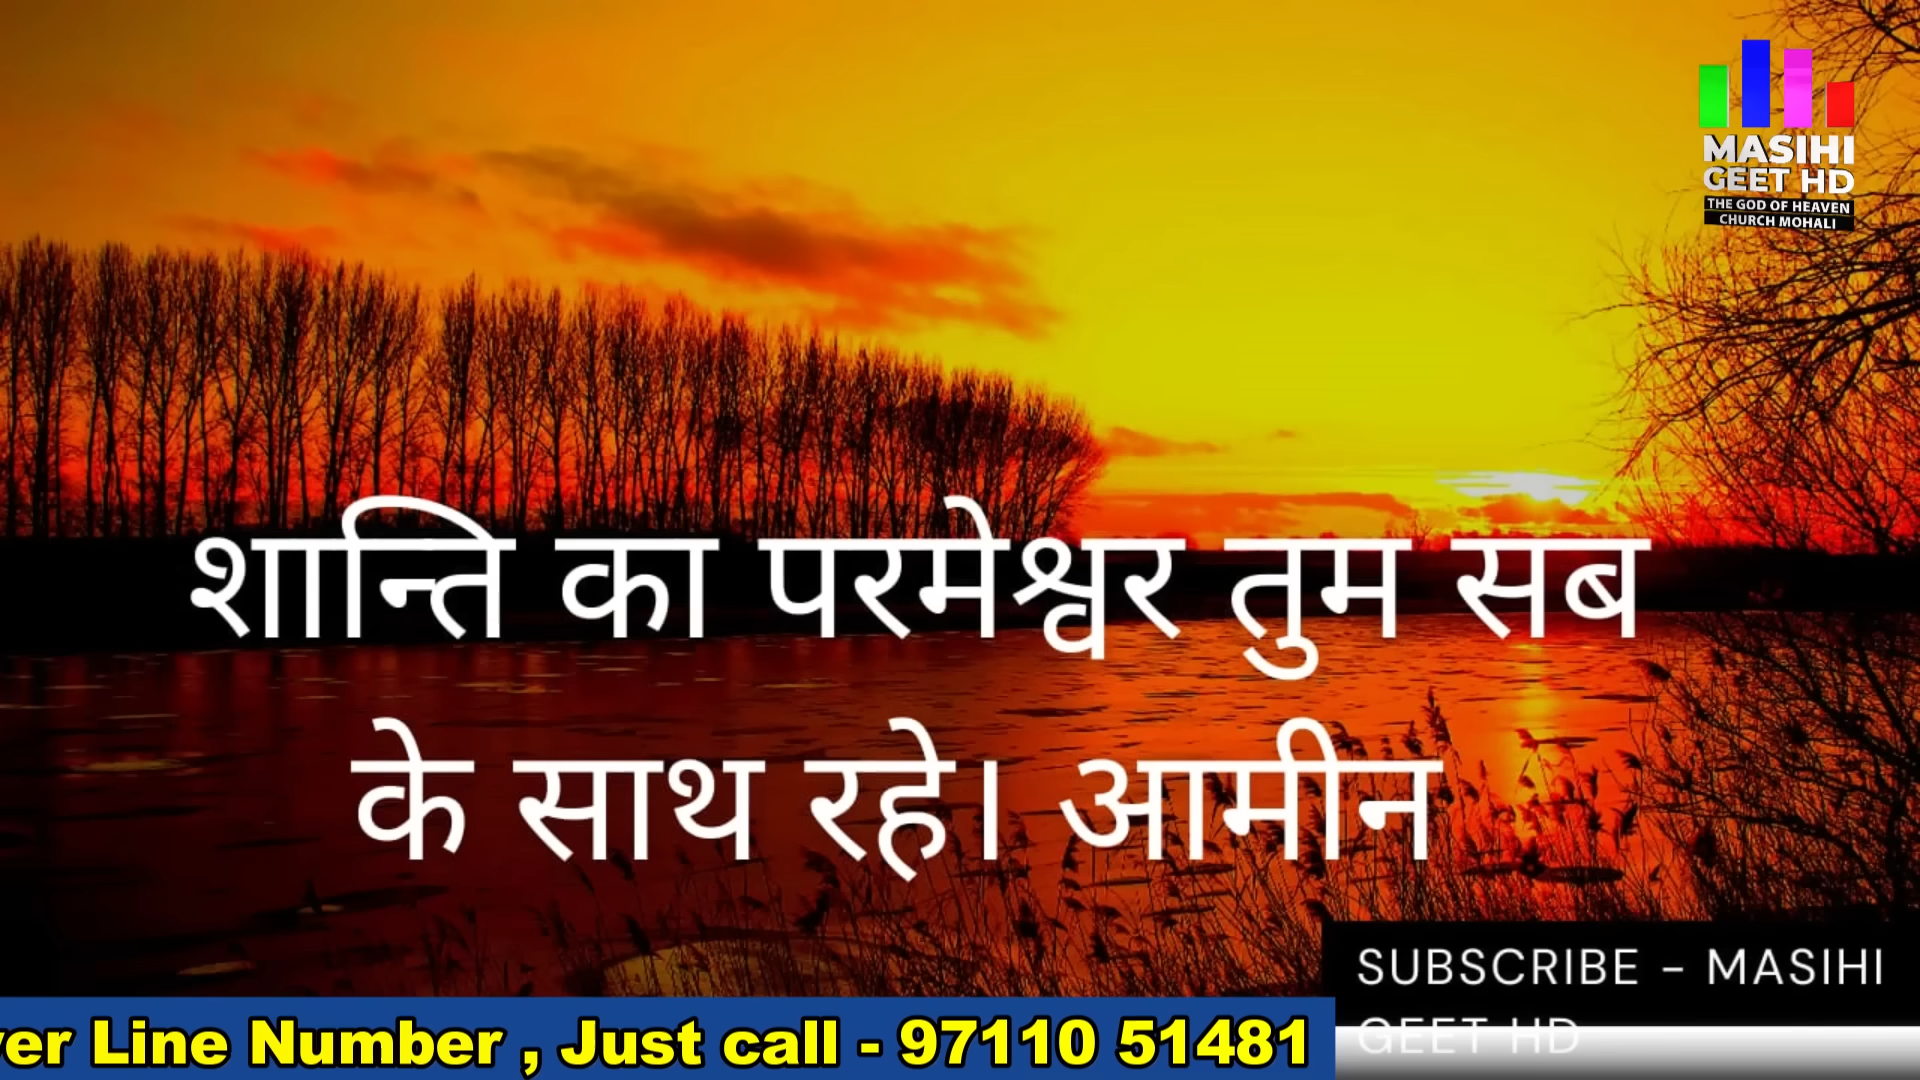 MASIHI
GEET HD
THE GOD OF HEAVEN
CHURCH MOHALI
शान्ति का परमेश्वर तुम सब
के साथ रहे। आमीन
SUBSCRIBE - MASIHI
GEET HD
Line Number , Just call - 97110 51481